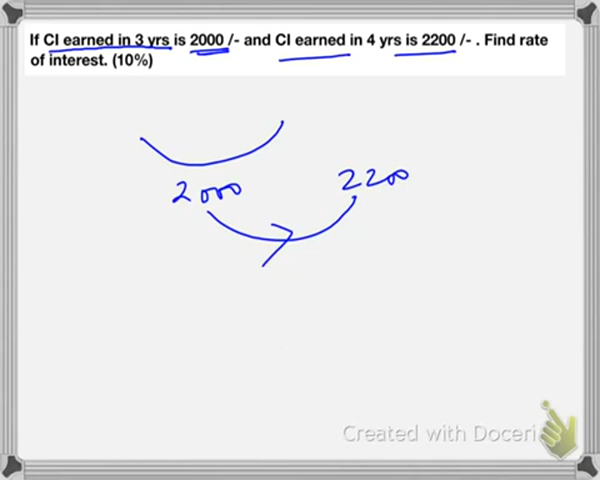 If CI earned in 3 yrs is 2000 /- and CI earned in 4 yrs is 2200 /- . Find rate
of interest. (10%)
2000 2200
Created with Doceri